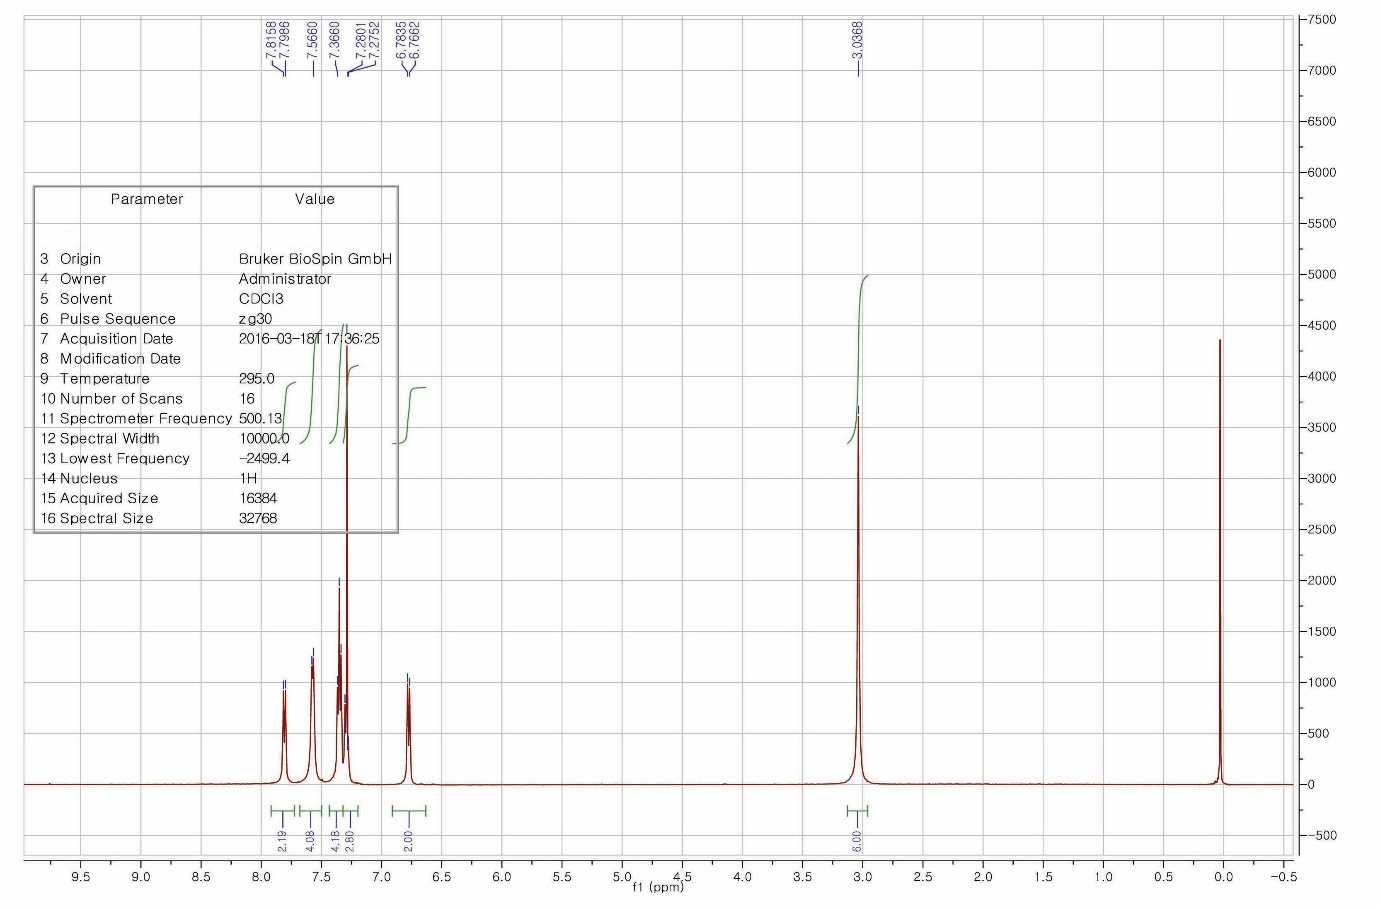 7.8158
7.7986
7.5660
7.3660
7.2801
7.2752
6.7835
6.7662
3.0368
7500
7000
6500
6000
5500
5000
4500
4000
3500
3000
2500
2000
1500
1000
500
0
-500
Parameter Value
3 Origin Bruker BioSpin GmbH
4 Owner Administrator
5 Solvent CDCl3
6 Pulse Sequence zg30
7 Acquisition Date 2016-03-18T17:36:25
8 Modification Date
9 Temperature 295.0
10 Number of Scans 16
11 Spectrometer Frequency 500.13
12 Spectral Width 10000.0
13 Lowest Frequency -2499.4
14 Nucleus 1H
15 Acquired Size 16384
16 Spectral Size 32768
2.19
4.08
4.18
2.80
2.00
6.00
9.5 9.0 8.5 8.0 7.5 7.0 6.5 6.0 5.5 5.0 4.5 4.0 3.5 3.0 2.5 2.0 1.5 1.0 0.5 0.0 -0.5
f1 (ppm)